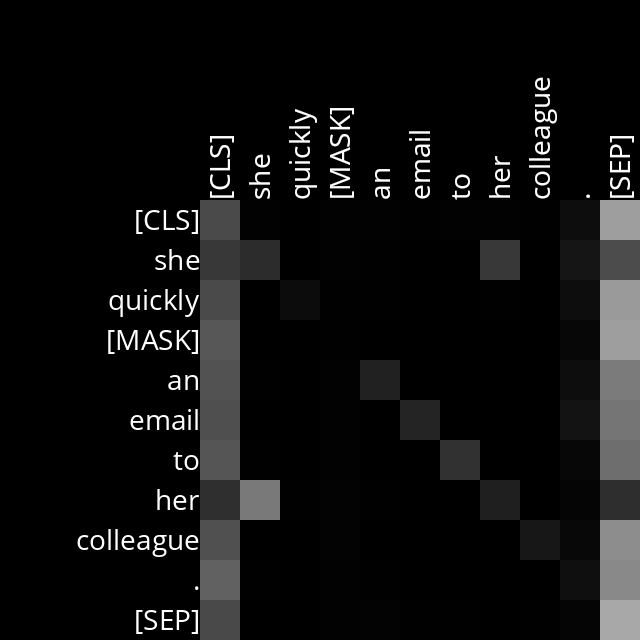 [CLS] she quickly [MASK] an email to her colleague . [SEP]
[CLS]
she
quickly
[MASK]
an
email
to
her
colleague
.
[SEP]